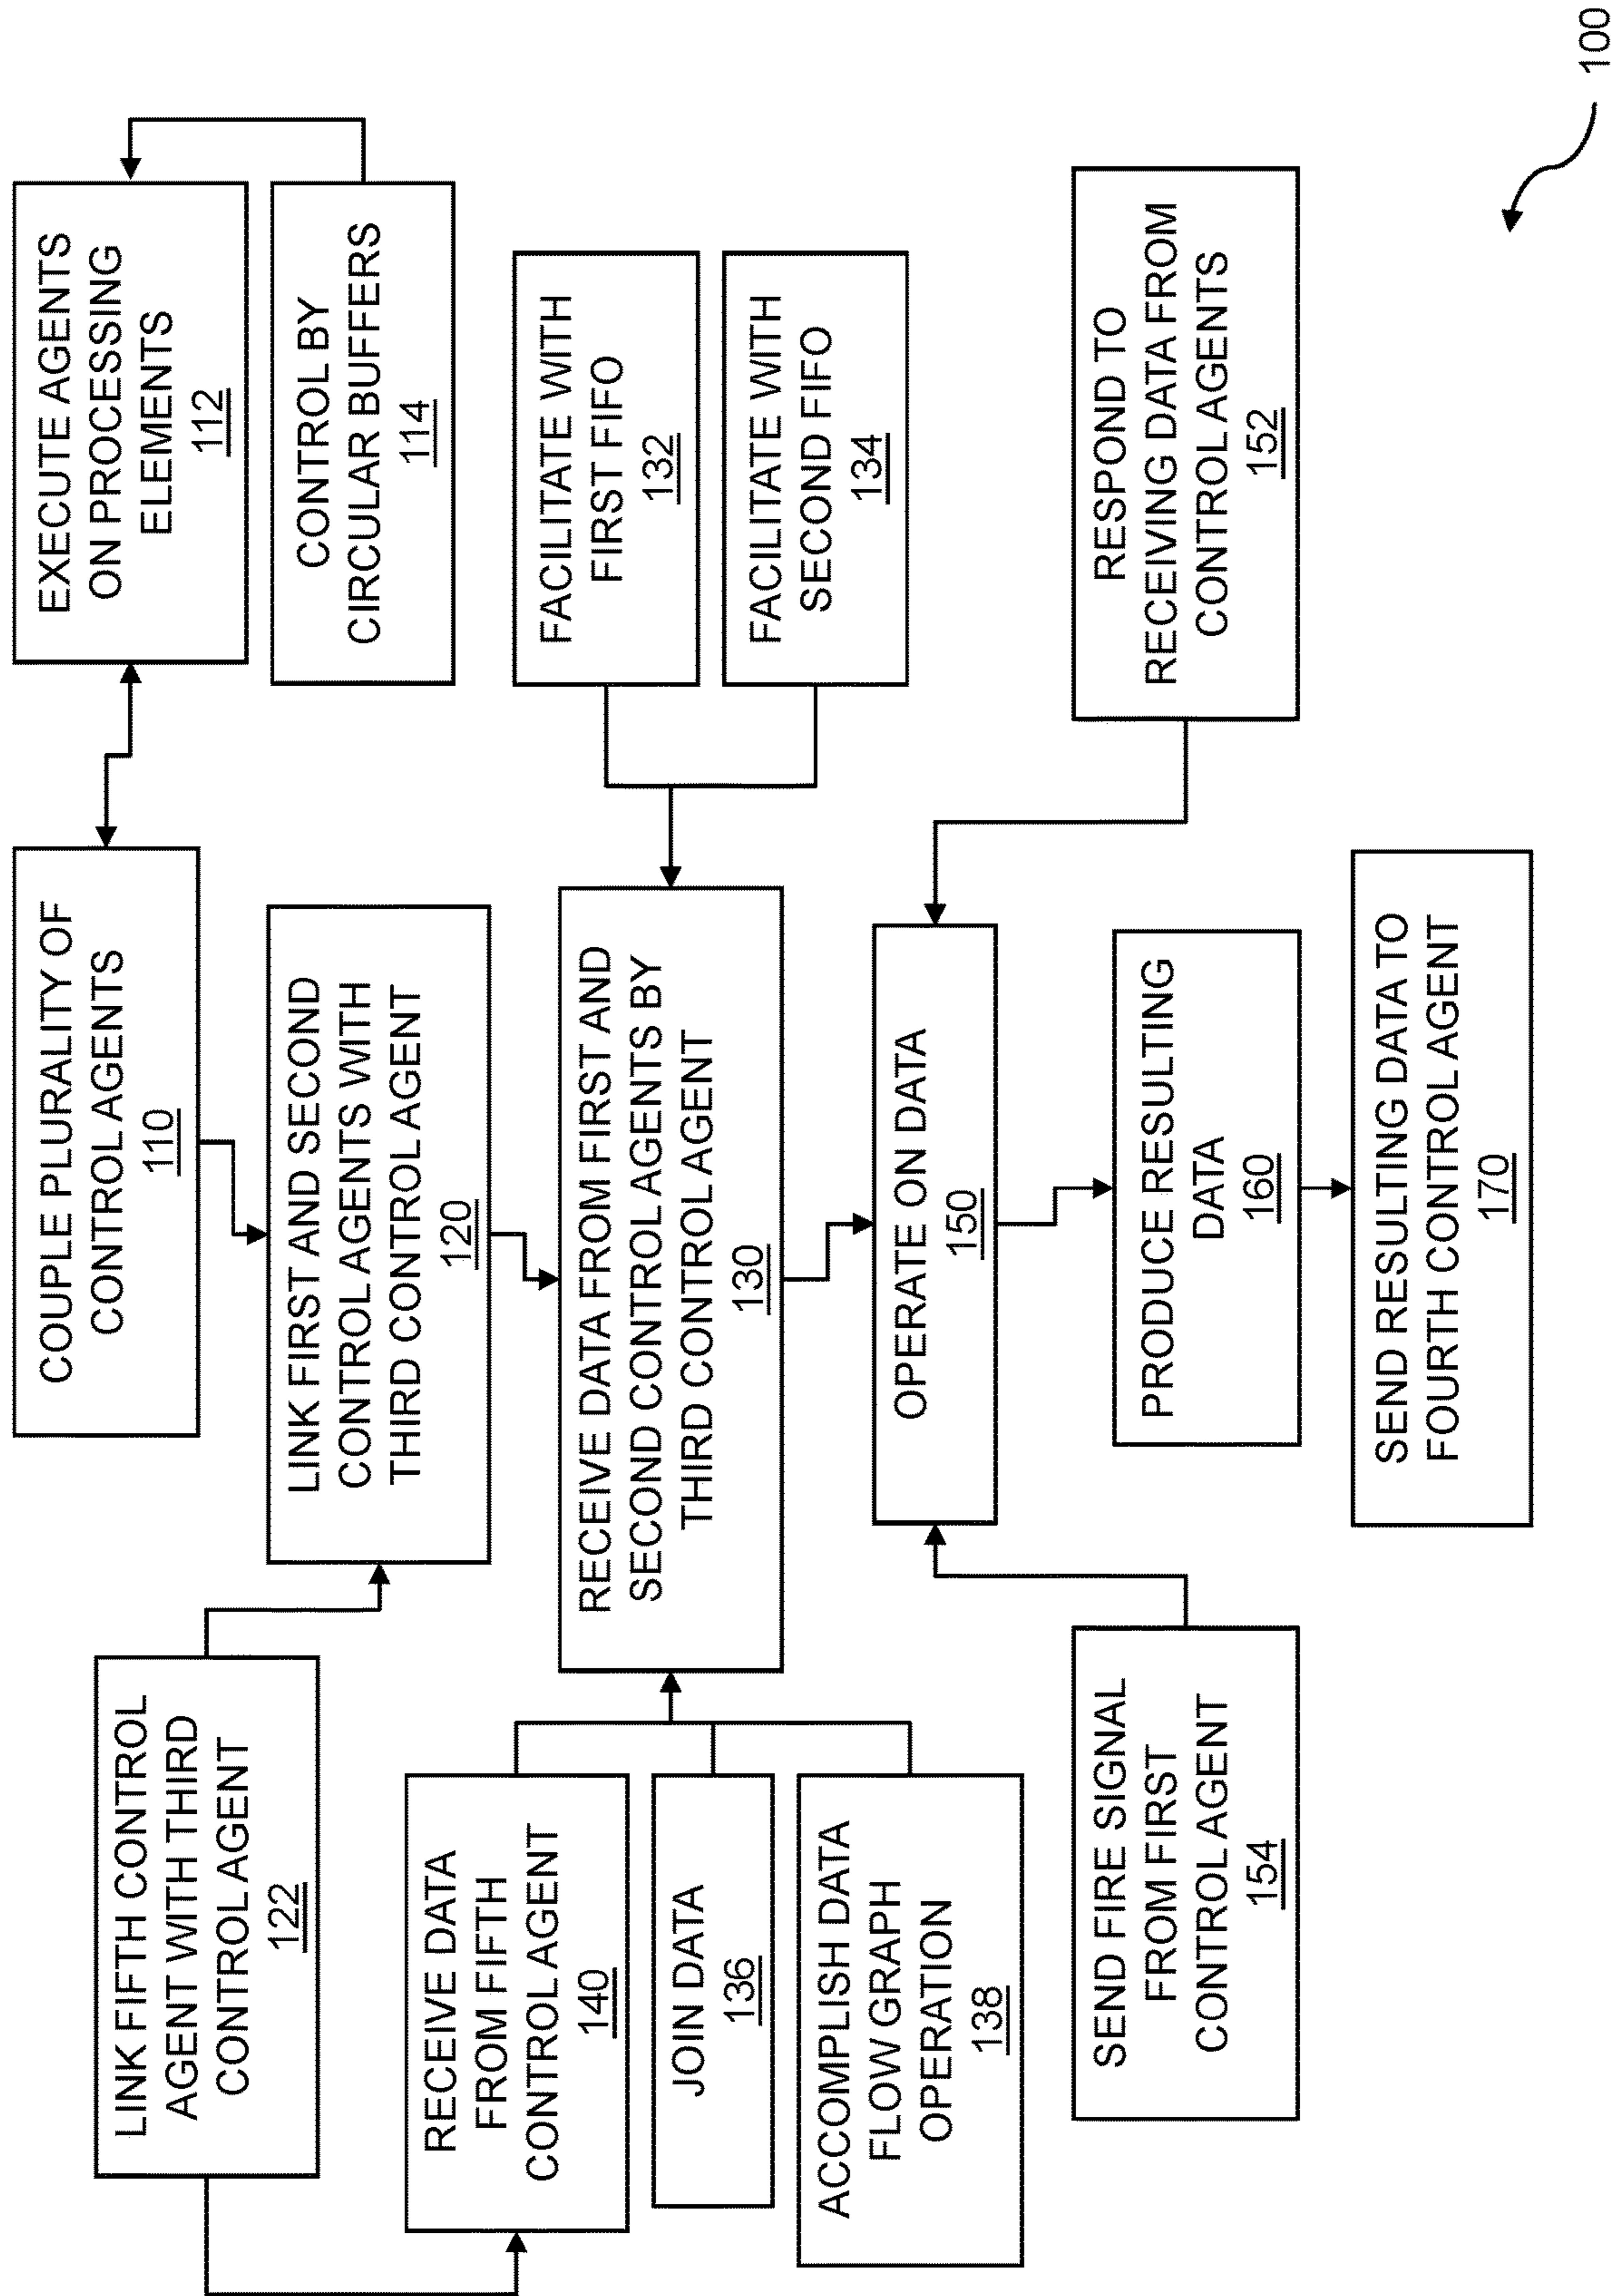 COUPLE PLURALITY OF
CONTROL AGENTS
110
EXECUTE AGENTS
ON PROCESSING
ELEMENTS
112
CONTROL BY
CIRCULAR BUFFERS
114
LINK FIFTH CONTROL
AGENT WITH THIRD
CONTROL AGENT
122
LINK FIRST AND SECOND
CONTROL AGENTS WITH
THIRD CONTROL AGENT
120
RECEIVE DATA
FROM FIFTH
CONTROL AGENT
140
JOIN DATA
136
ACCOMPLISH DATA
FLOW GRAPH
OPERATION
138
RECEIVE DATA FROM FIRST AND
SECOND CONTROL AGENTS BY
THIRD CONTROL AGENT
130
FACILITATE WITH
FIRST FIFO
132
FACILITATE WITH
SECOND FIFO
134
OPERATE ON DATA
150
SEND FIRE SIGNAL
FROM FIRST
CONTROL AGENT
154
RESPOND TO
RECEIVING DATA FROM
CONTROL AGENTS
152
PRODUCE RESULTING
DATA
160
SEND RESULTING DATA TO
FOURTH CONTROL AGENT
170
100